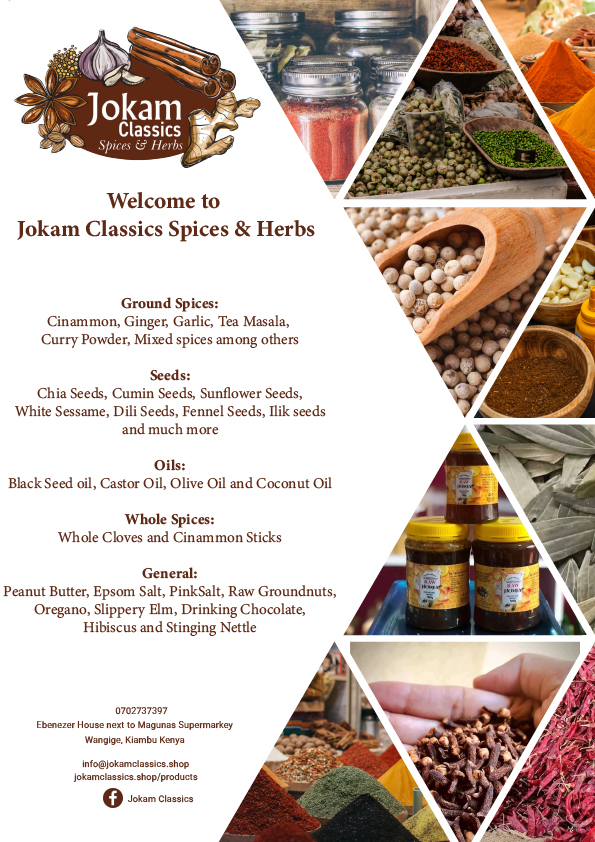 Jokam
Classics
Spices & Herbs
Welcome to
Jokam Classics Spices & Herbs
Ground Spices:
Cinammon, Ginger, Garlic, Tea Masala,
Curry Powder, Mixed spices among others
Seeds:
Chia Seeds, Cumin Seeds, Sunflower Seeds,
White Sessame, Dili Seeds, Fennel Seeds, Ilik seeds
and much more
Oils:
Black Seed oil, Castor Oil, Olive Oil and Coconut Oil
Whole Spices:
Whole Cloves and Cinammon Sticks
General:
Peanut Butter, Epsom Salt, PinkSalt, Raw Groundnuts,
Oregano, Slippery Elm, Drinking Chocolate,
Hibiscus and Stinging Nettle
0702737397
Ebenezer House next to Magunas Supermarkey
Wangige, Kiambu Kenya
info@jokamclassics.shop
jokamclassics.shop/products
Jokam Classics
RAW
HONEY
RAW
HONEY